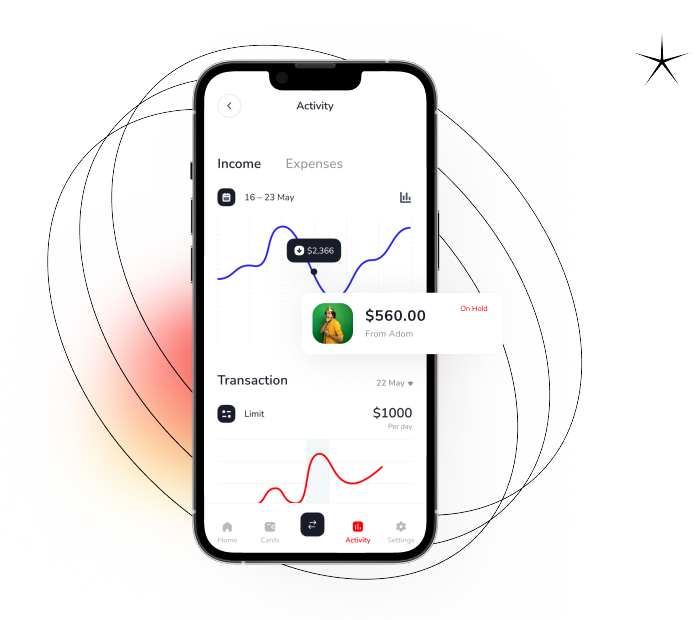 Activity
Income Expenses
16 – 23 May
$2,366
$560.00 On Hold
From Adom
Transaction 22 May
Limit $1000
Per day
Home Cards Activity Settings